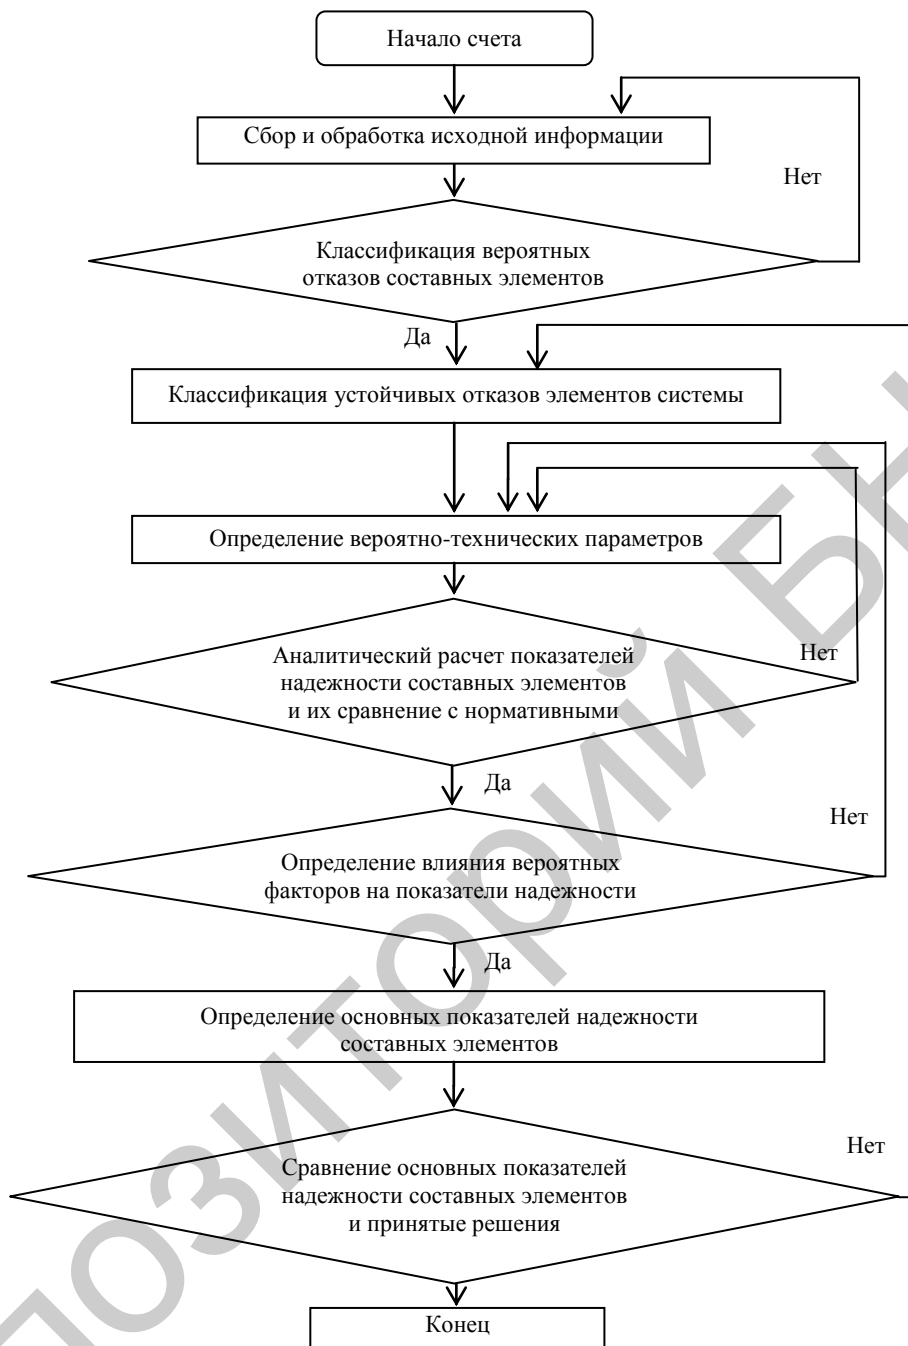 Начало счета
Сбор и обработка исходной информации
Нет
Классификация вероятных
отказов составных элементов
Да
Классификация устойчивых отказов элементов системы
Определение вероятно-технических параметров
Аналитический расчет показателей
надежности составных элементов
и их сравнение с нормативными
Нет
Да
Нет
Определение влияния вероятных
факторов на показатели надежности
Да
Определение основных показателей надежности
составных элементов
Нет
Сравнение основных показателей
надежности составных элементов
и принятые решения
Конец
позиторий БН